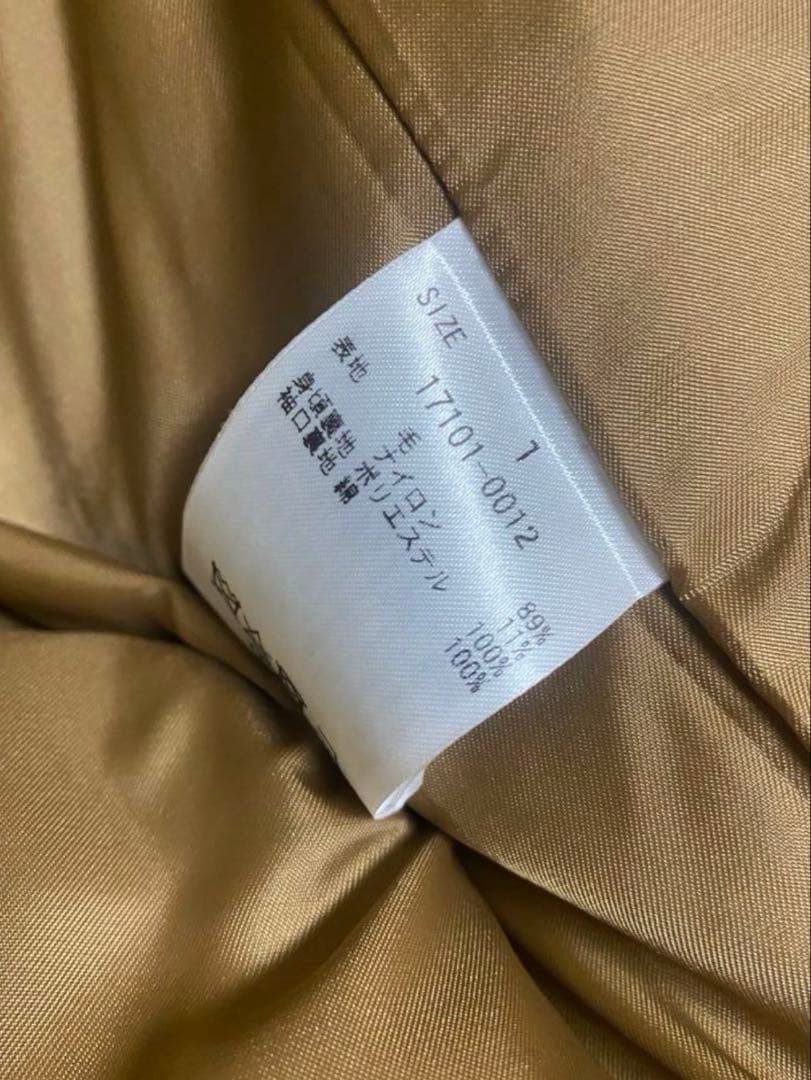 SIZE 1
17101-0012
表地 毛 89%
ナイロン 11%
身頃裏地 ポリエステル 100%
袖口裏地 綿 100%